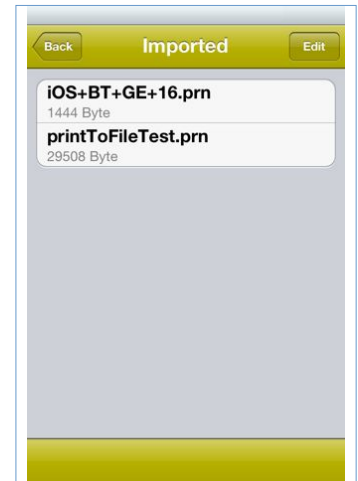 Back Imported Edit
iOS+BT+GE+16.prn
1444 Byte
printToFileTest.prn
29508 Byte